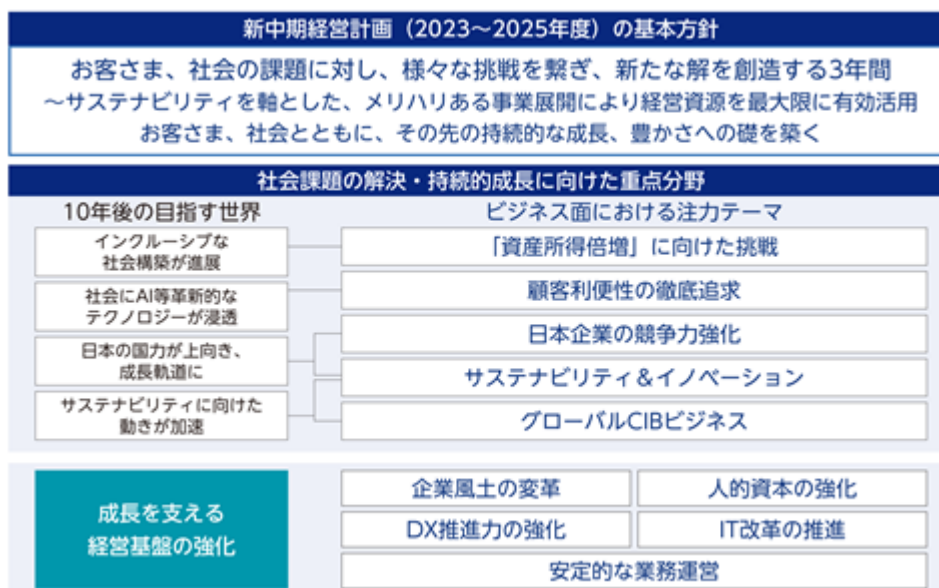 新中期経営計画（2023～2025年度）の基本方針
お客さま、社会の課題に対し、様々な挑戦を繋ぎ、新たな解を創造する3年間
～サステナビリティを軸とした、メリハリある事業展開により経営資源を最大限に有効活用
お客さま、社会とともに、その先の持続的な成長、豊かさへの礎を築く
社会課題の解決・持続的成長に向けた重点分野
10年後の目指す世界
インクルーシブな
社会構築が進展
社会にAI等革新的な
テクノロジーが浸透
日本の国力が上向き、
成長軌道に
サステナビリティに向けた
動きが加速
ビジネス面における注力テーマ
「資産所得倍増」に向けた挑戦
顧客利便性の徹底追求
日本企業の競争力強化
サステナビリティ＆イノベーション
グローバルCIBビジネス
成長を支える
経営基盤の強化
企業風土の変革
人的資本の強化
DX推進力の強化
IT改革の推進
安定的な業務運営